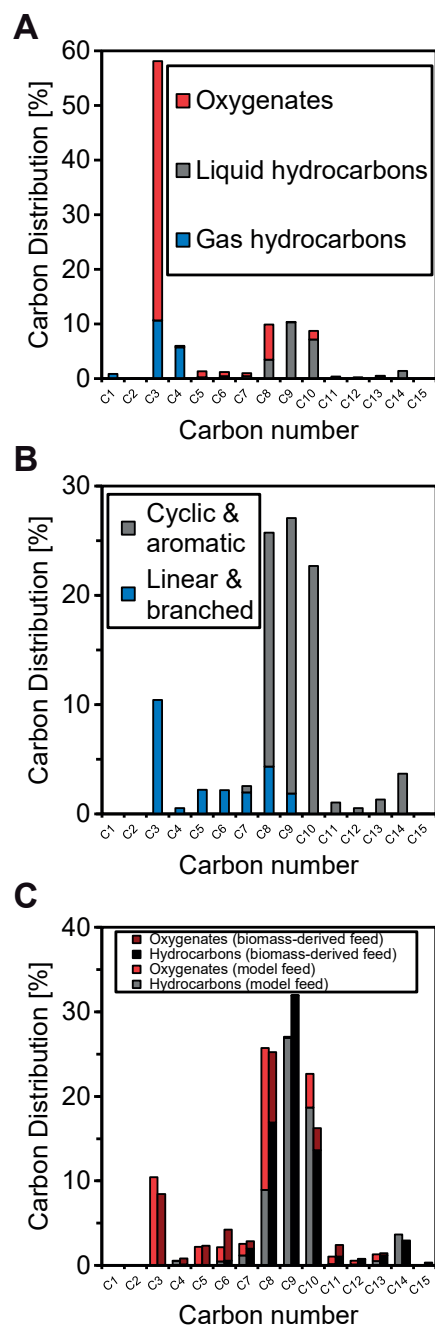 A
Carbon Distribution [%]
60
50
40
30
20
10
0
Oxygenates
Liquid hydrocarbons
Gas hydrocarbons
C1 C2 C3 C4 C5 C6 C7 C8 C9 C10 C11 C12 C13 C14 C15
Carbon number
B
Carbon Distribution [%]
30
20
10
0
Cyclic &
aromatic
Linear &
branched
C1 C2 C3 C4 C5 C6 C7 C8 C9 C10 C11 C12 C13 C14 C15
Carbon number
C
Carbon Distribution [%]
40
30
20
10
0
Oxygenates (biomass-derived feed)
Hydrocarbons (biomass-derived feed)
Oxygenates (model feed)
Hydrocarbons (model feed)
C1 C2 C3 C4 C5 C6 C7 C8 C9 C10 C11 C12 C13 C14 C15
Carbon number